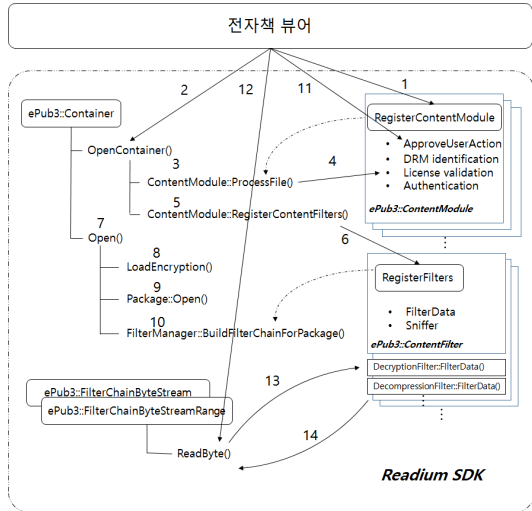 전자책 뷰어
2
12
11
1
ePub3::Container
RegisterContentModule
OpenContainer()
• ApproveUserAction
3
• DRM identification
ContentModule::ProcessFile()
4
• License validation
• Authentication
5
ContentModule::RegisterContentFilters()
ePub3::ContentModule
7
6
Open()
8
LoadEncryption()
RegisterFilters
9
Package::Open()
• FilterData
10
• Sniffer
FilterManager::BuildFilterChainForPackage()
ePub3::ContentFilter
DecryptionFilter::FilterData()
13
ePub3::FilterChainByteStream
DecompressionFilter::FilterData()
ePub3::FilterChainByteStreamRange
14
ReadByte()
Readium SDK